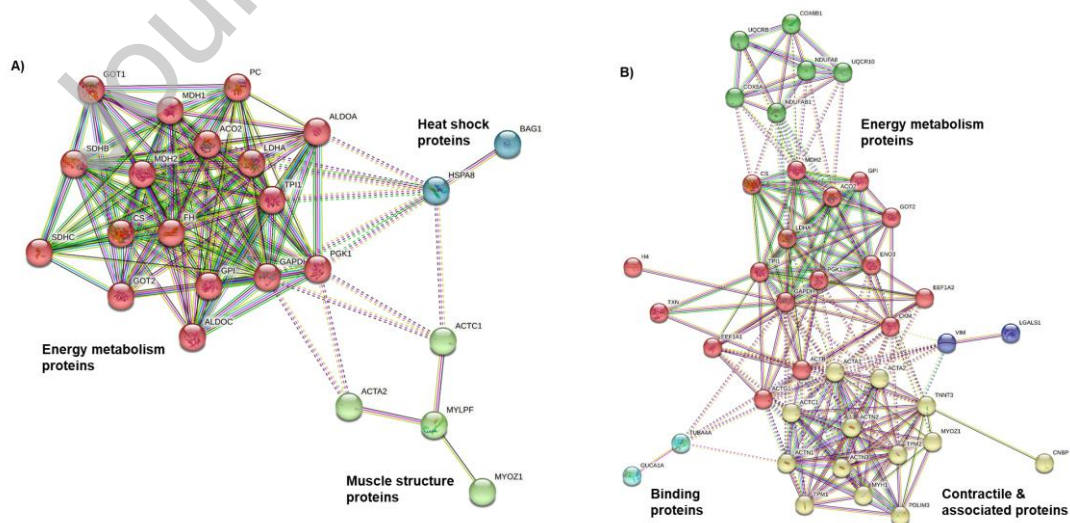 A)
GOT1
PC
MDH1
ALDOA
ACO2
SDHB
MDH2
LDHA
TPI1
CS
FH
SDHC
GOT2
GPI
GAPDH
PGK1
ALDOC
Energy metabolism
proteins
Heat shock
proteins
BAG1
HSPA8
ACTC1
ACTA2
MYLPF
MYOZ1
Muscle structure
proteins
B)
COX6B1
UQCRB
NDUFA8
UQCR10
COX5A
NDUFAB1
Energy metabolism
proteins
MDH2
GPI
CS
ACO2
GOT2
LDHA
H4
TPI1
PGK1
ENO3
GAPDH
EEF1A2
TXN
CKM
EEF1A1
VIM
LGALS1
ACTB
ACTA1
ACTA2
ACTG1
TNNT3
ACTC1
ACTN2
MYOZ1
TUBA4A
TPM2
CNBP
ACTN1
ACTN3
GUCA1A
MYH1
TPM1
PDLIM3
Binding
proteins
Contractile &
associated proteins